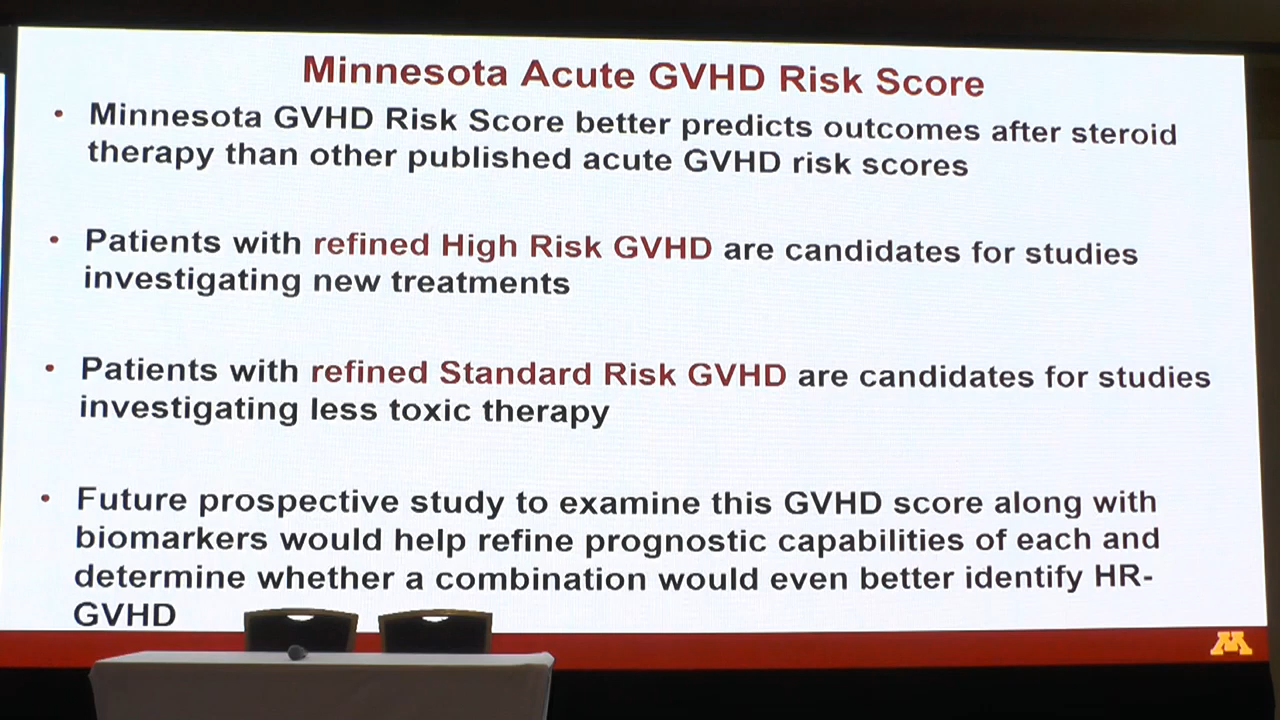 Minnesota Acute GVHD Risk Score
• Minnesota GVHD Risk Score better predicts outcomes after steroid
therapy than other published acute GVHD risk scores
• Patients with refined High Risk GVHD are candidates for studies
investigating new treatments
• Patients with refined Standard Risk GVHD are candidates for studies
investigating less toxic therapy
• Future prospective study to examine this GVHD score along with
biomarkers would help refine prognostic capabilities of each and
determine whether a combination would even better identify HR-
GVHD
M